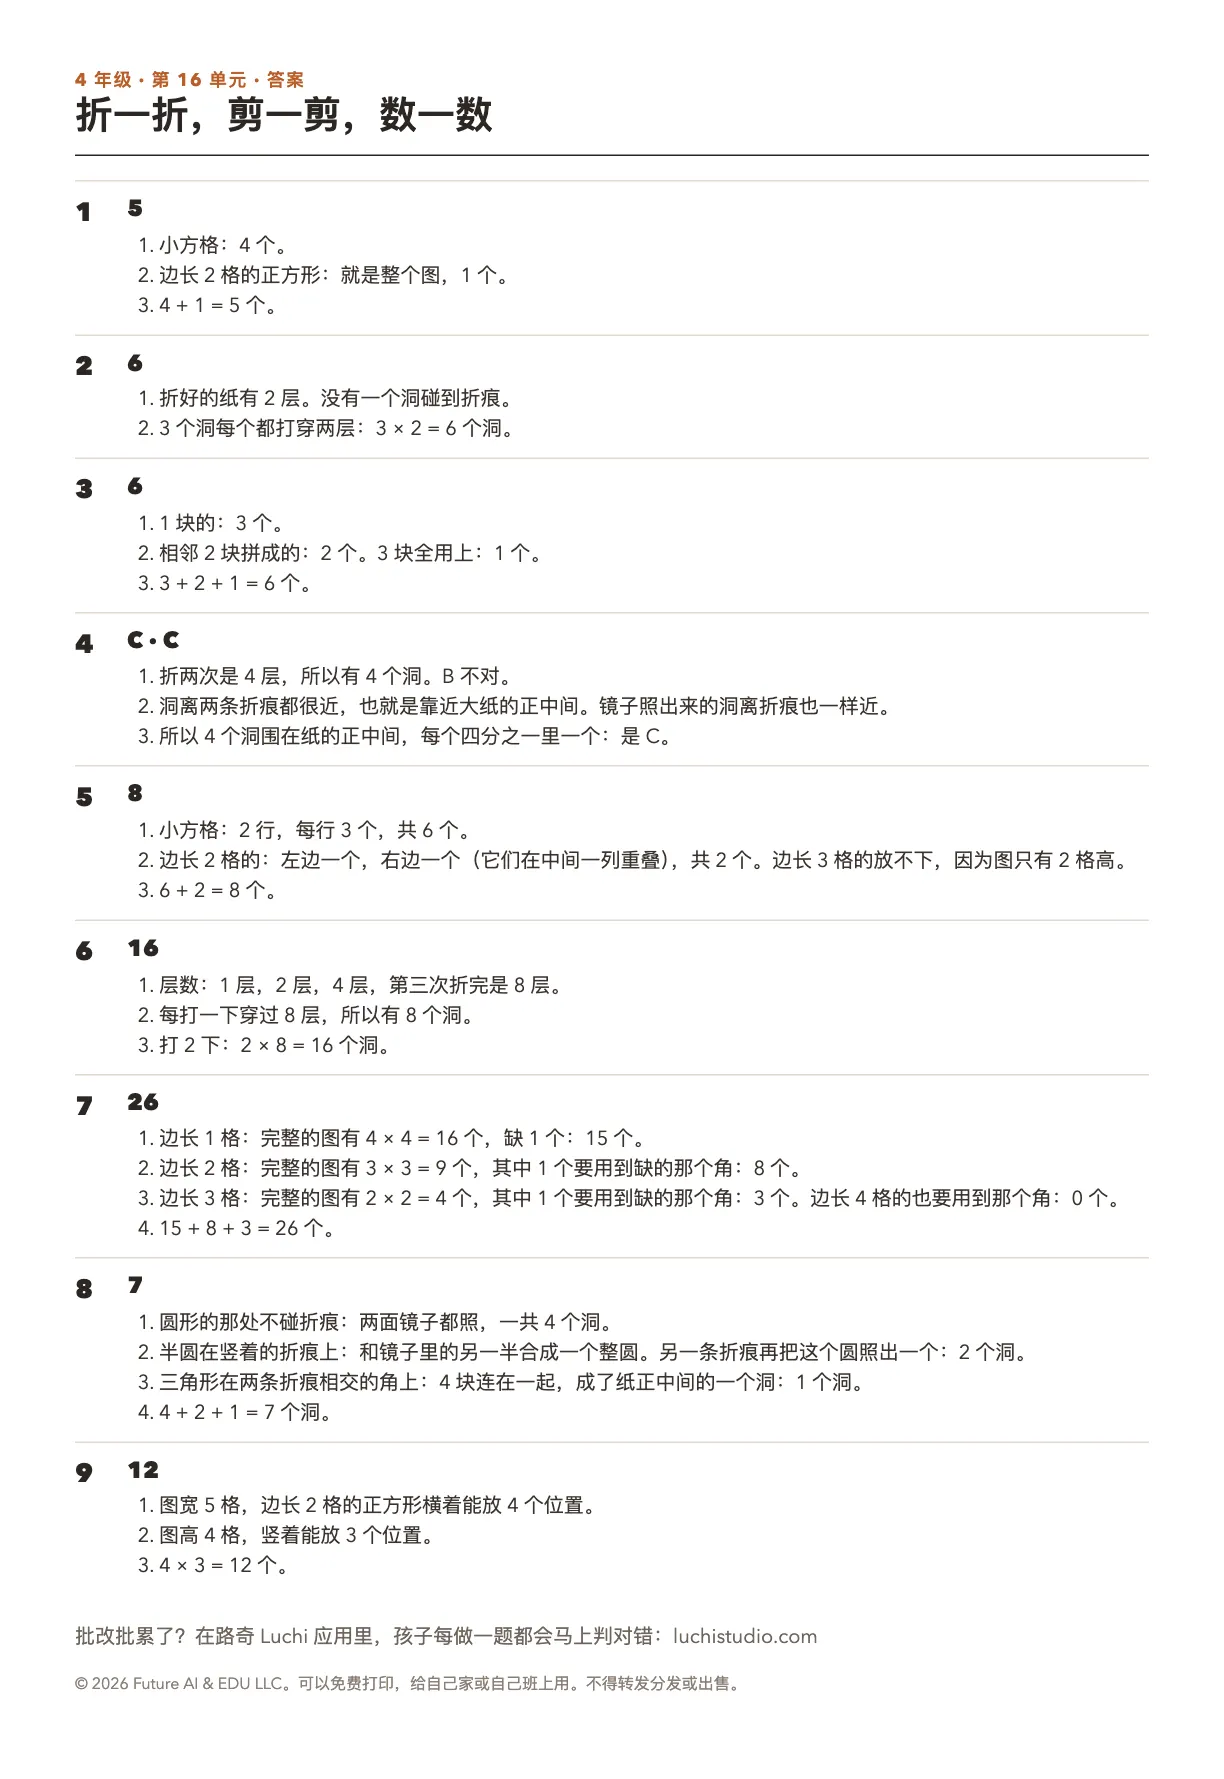 4 年级 · 第 16 单元 · 答案
折一折，剪一剪，数一数
1 5
1. 小方格：4 个。
2. 边长 2 格的正方形：就是整个图，1 个。
3. 4 + 1 = 5 个。
2 6
1. 折好的纸有 2 层。没有一个洞碰到折痕。
2. 3 个洞每个都打穿两层：3 × 2 = 6 个洞。
3 6
1. 1 块的：3 个。
2. 相邻 2 块拼成的：2 个。3 块全用上：1 个。
3. 3 + 2 + 1 = 6 个。
4 C · C
1. 折两次是 4 层，所以有 4 个洞。B 不对。
2. 洞离两条折痕都很近，也就是靠近大纸的正中间。镜子照出来的洞离折痕也一样近。
3. 所以 4 个洞围在纸的正中间，每个四分之一里一个：是 C。
5 8
1. 小方格：2 行，每行 3 个，共 6 个。
2. 边长 2 格的：左边一个，右边一个（它们在中间一列重叠），共 2 个。边长 3 格的放不下，因为图只有 2 格高。
3. 6 + 2 = 8 个。
6 16
1. 层数：1 层，2 层，4 层，第三次折完是 8 层。
2. 每打一下穿过 8 层，所以有 8 个洞。
3. 打 2 下：2 × 8 = 16 个洞。
7 26
1. 边长 1 格：完整的图有 4 × 4 = 16 个，缺 1 个：15 个。
2. 边长 2 格：完整的图有 3 × 3 = 9 个，其中 1 个要用到缺的那个角：8 个。
3. 边长 3 格：完整的图有 2 × 2 = 4 个，其中 1 个要用到缺的那个角：3 个。边长 4 格的也要用到那个角：0 个。
4. 15 + 8 + 3 = 26 个。
8 7
1. 圆形的那处不碰折痕：两面镜子都照，一共 4 个洞。
2. 半圆在竖着的折痕上：和镜子里的另一半合成一个整圆。另一条折痕再把这个圆照出一个：2 个洞。
3. 三角形在两条折痕相交的角上：4 块连在一起，成了纸正中间的一个洞：1 个洞。
4. 4 + 2 + 1 = 7 个洞。
9 12
1. 图宽 5 格，边长 2 格的正方形横着能放 4 个位置。
2. 图高 4 格，竖着能放 3 个位置。
3. 4 × 3 = 12 个。
批改批累了？在路奇 Luchi 应用里，孩子每做一题都会马上判对错：luchistudio.com
© 2026 Future AI & EDU LLC。可以免费打印，给自己家或自己班上用。不得转发分发或出售。